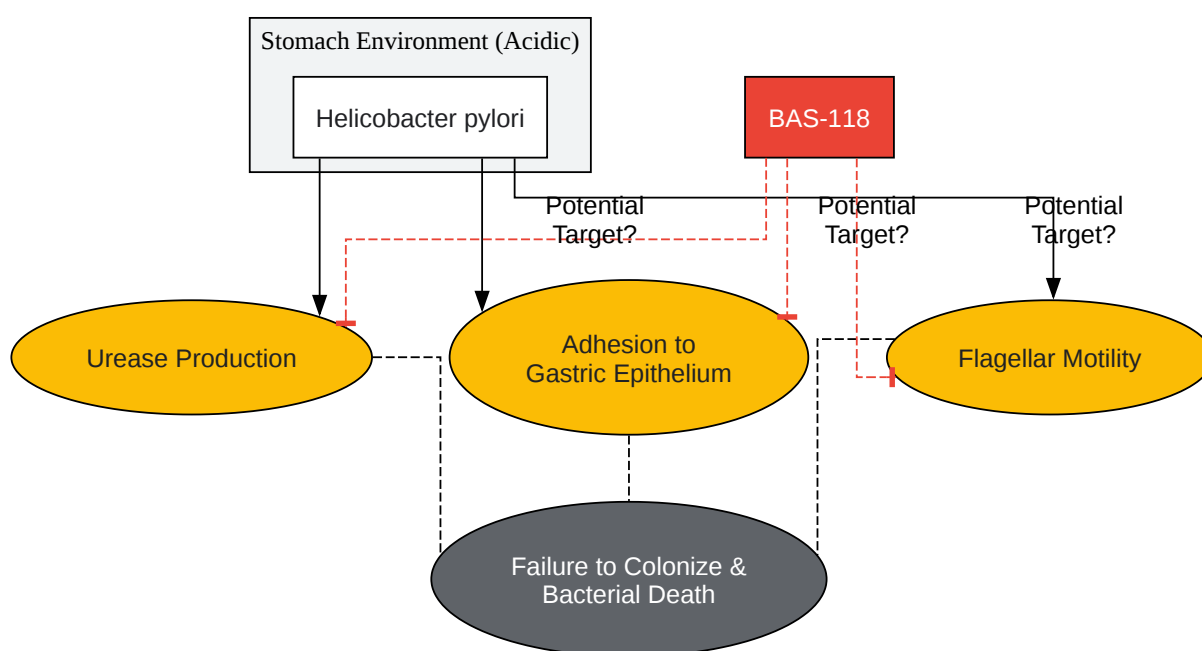 Stomach Environment (Acidic)
Helicobacter pylori
BAS-118
Potential
Target?
Potential
Target?
Potential
Target?
Urease Production
Adhesion to
Gastric Epithelium
Flagellar Motility
Failure to Colonize &
Bacterial Death